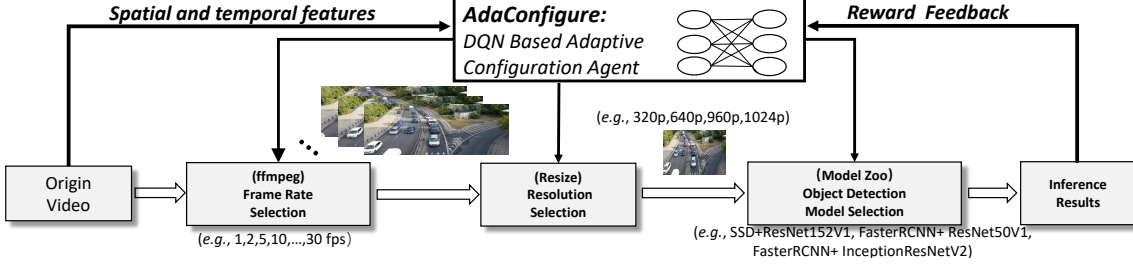 Spatial and temporal features
AdaConfigure:
DQN Based Adaptive
Configuration Agent
Reward Feedback
(e.g., 320p,640p,960p,1024p)
Origin
Video
(ffmpeg)
Frame Rate
Selection
(e.g., 1,2,5,10,...,30 fps)
(Resize)
Resolution
Selection
(Model Zoo)
Object Detection
Model Selection
(e.g., SSD+ResNet152V1, FasterRCNN+ ResNet50V1,
FasterRCNN+ InceptionResNetV2)
Inference
Results